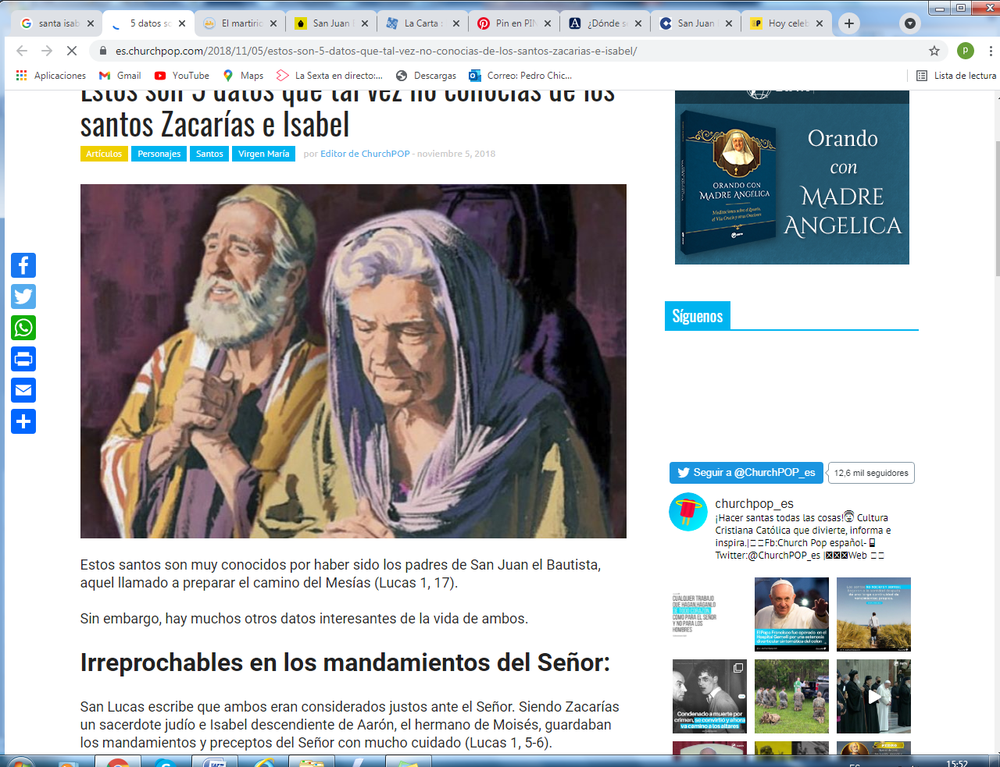 santa isab
5 datos so
El martirio
San Juan
La Carta
Pin en PIN
¿Dónde s
San Juan
Hoy celeb
es.churchpop.com/2018/11/05/estos-son-5-datos-que-tal-vez-no-conocias-de-los-santos-zacarias-e-isabel/
P
Aplicaciones
Gmail
YouTube
Maps
La Sexta en directo:...
Descargas
Correo: Pedro Chic...
Lista de lectura
Estos son 5 datos que tal vez no conocías de los
santos Zacarías e Isabel
Artículos Personajes Santos Virgen María por Editor de ChurchPOP - noviembre 5, 2018
Estos santos son muy conocidos por haber sido los padres de San Juan el Bautista,
aquel llamado a preparar el camino del Mesías (Lucas 1, 17).
Sin embargo, hay muchos otros datos interesantes de la vida de ambos.
Irreprochables en los mandamientos del Señor:
San Lucas escribe que ambos eran considerados justos ante el Señor. Siendo Zacarías
un sacerdote judío e Isabel descendiente de Aarón, el hermano de Moisés, guardaban
los mandamientos y preceptos del Señor con mucho cuidado (Lucas 1, 5-6).
ORANDO CON
MADRE ANGÉLICA
Meditaciones sobre el Rosario,
el Vía Crucis y otras Oraciones
Orando
con
MADRE
ANGELICA
Síguenos
Seguir a @ChurchPOP_es
12,6 mil seguidores
churchpop_es
¡Hacer santas todas las cosas! Cultura
Cristiana Católica que divierte, informa e
inspira.|Fb:Church Pop español-
Twitter:@ChurchPOP_es |Web
CUALQUIER TRABAJO
QUE HAGAN, HÁGANLO
DE TODO CORAZÓN
COMO PARA EL SEÑOR
Y NO PARA LOS
HOMBRES
El Papa Francisco fue operado en el
Hospital Gemelli por una estenosis
diverticular sintomática del colon
Condenado a muerte por
crimen, se convirtió y ahora
va camino a los altares
15:52